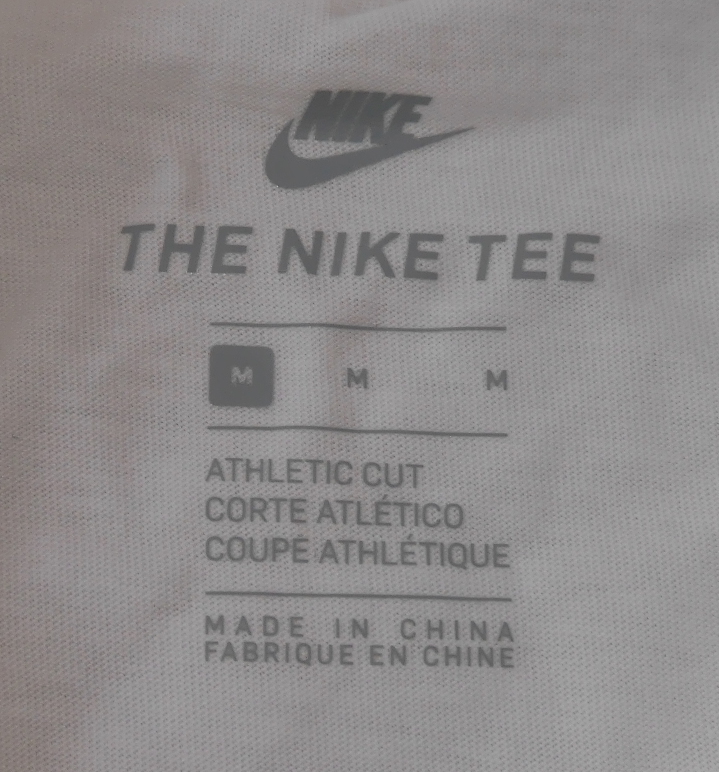 NIKE
THE NIKE TEE
M M M
ATHLETIC CUT
CORTE ATLÉTICO
COUPE ATHLÉTIQUE
MADE IN CHINA
FABRIQUE EN CHINE